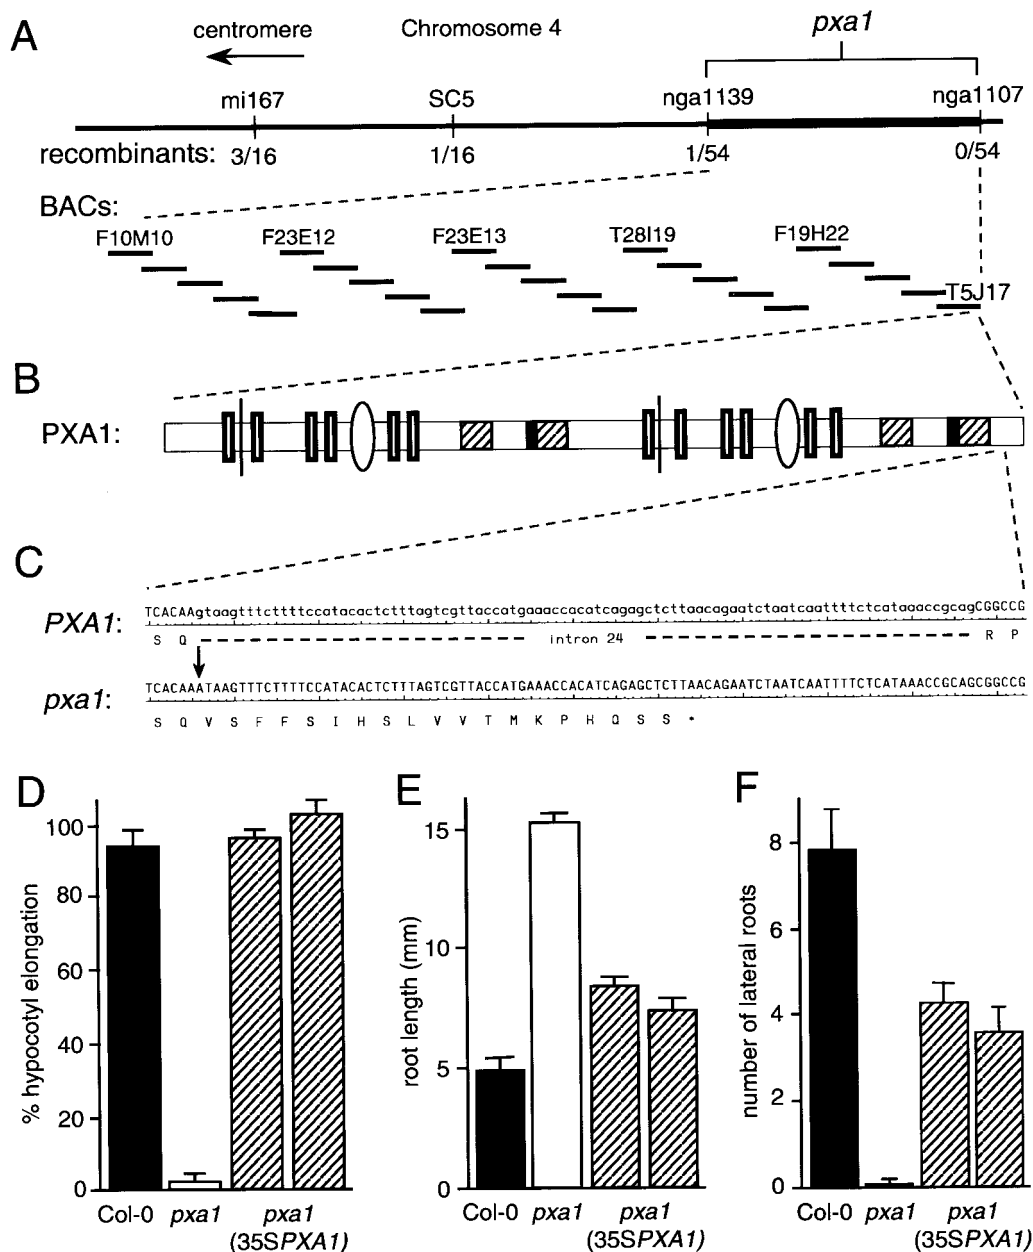 A
centromere
Chromosome 4
pxa1
mi167 SC5 nga1139 nga1107
recombinants: 3/16 1/16 1/54 0/54
BACs:
F10M10 F23E12 F23E13 T28I19 F19H22
T5J17
B
PXA1:
C
PXA1:
TCACAAgtaagtttcttttccatacactctttagtcgttaccatgaaaccacatcagagctcttaacagaatctaatcaattttctcataaaccgcagCGGCCG
S Q intron 24 R P
pxa1:
TCACAAATAAGTTTCTTTTCCATACACTCTTTAGTCGTTACCATGAAACCACATCAGAGCTCTTAACAGAATCTAATCAATTTTCTCATAAACCGCAGCGGCCG
S Q V S F F S I H S L V V T M K P H Q S S *
D
% hypocotyl elongation
100
80
60
40
20
0
Col-0 pxa1 pxa1
(35SPXA1)
E
root length (mm)
15
10
5
0
Col-0 pxa1 pxa1
(35SPXA1)
F
number of lateral roots
8
6
4
2
0
Col-0 pxa1 pxa1
(35SPXA1)